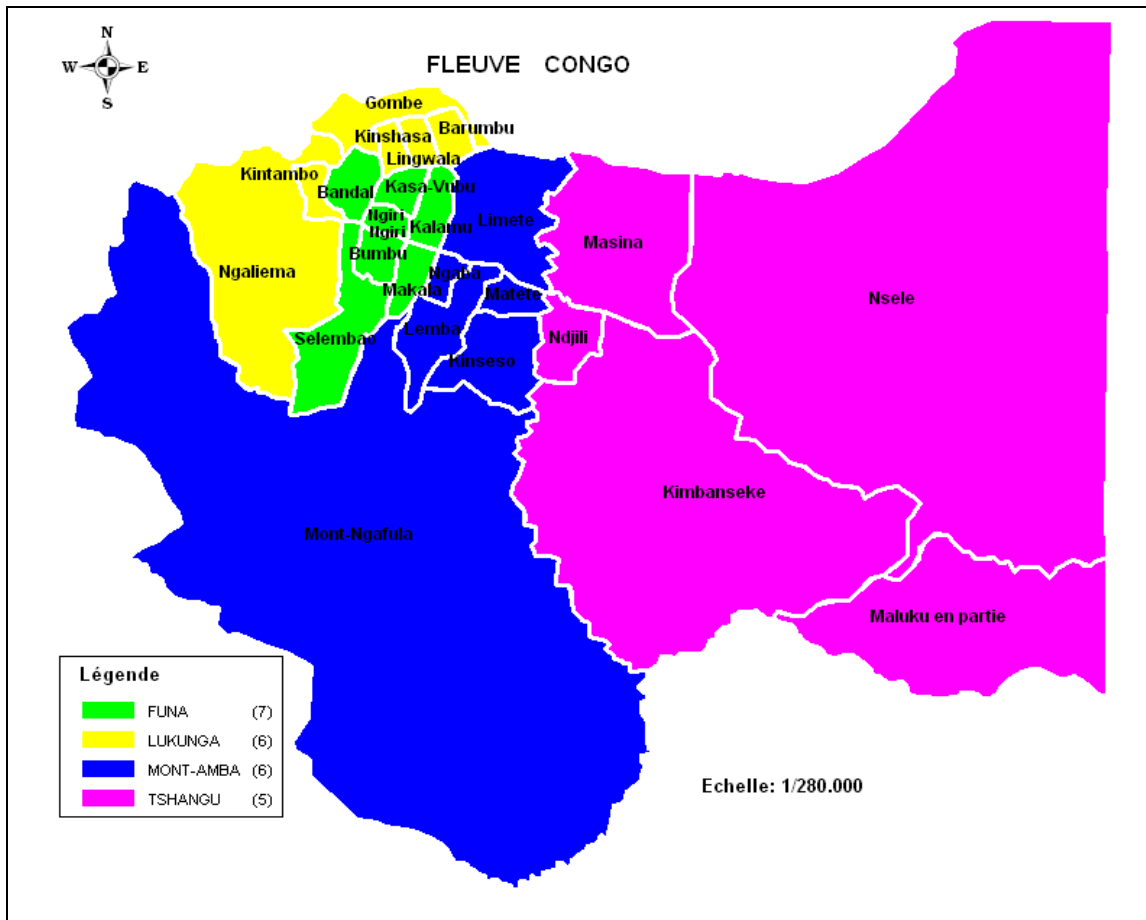 N
W E
S
FLEUVE CONGO
Gombe
Kinshasa
Barumbu
Lingwala
Kintambo
Bandal
Kasa-Vubu
Ngiri
Ngiri
Kalamu
Limete
Bumbu
Masina
Ngaliema
Ngaba
Makala
Matete
Nsele
Lemba
Selembao
Ndjili
Kinseso
Kimbanseke
Mont-Ngafula
Maluku en partie
Légende
FUNA (7)
LUKUNGA (6)
MONT-AMBA (6)
TSHANGU (5)
Echelle: 1/280.000